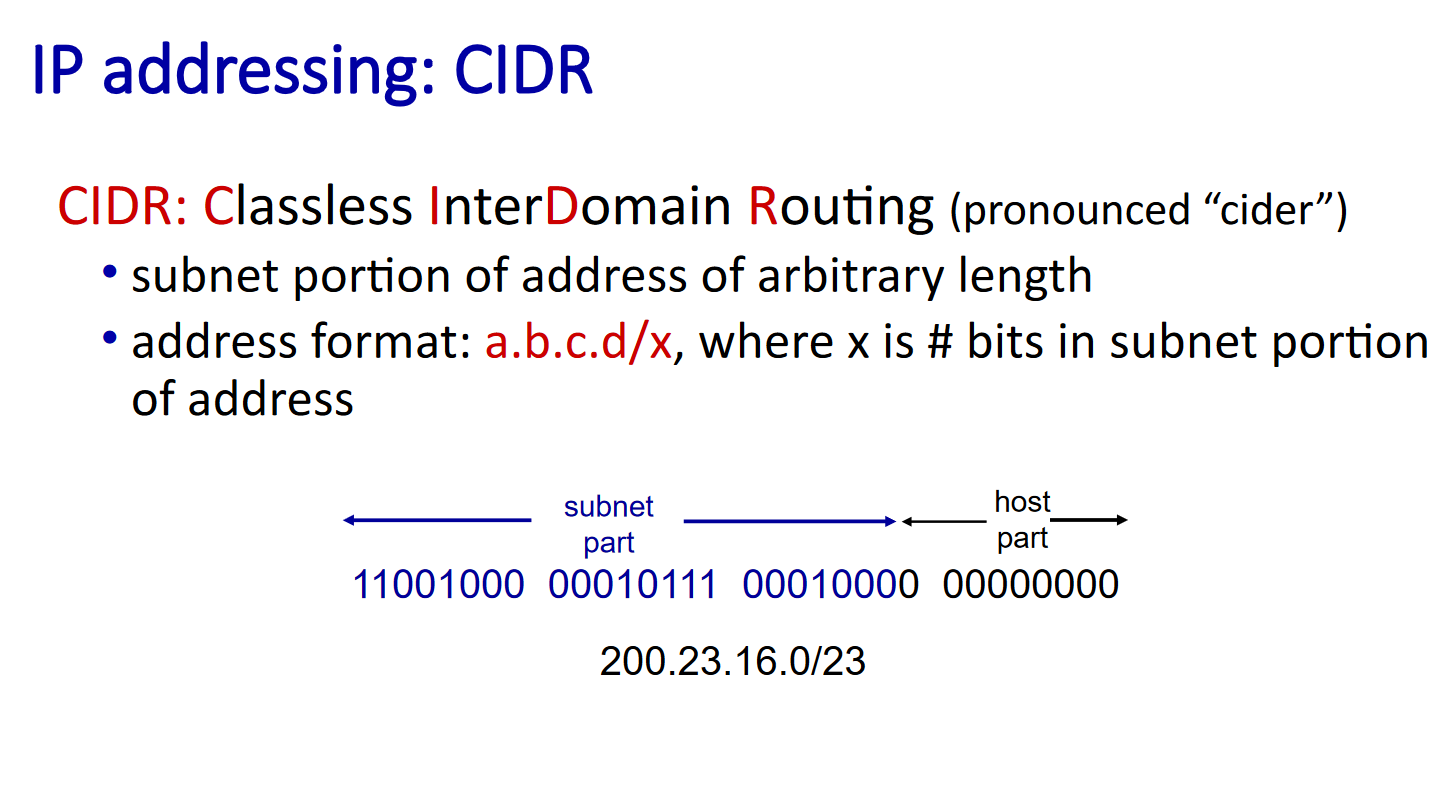 IP addressing: CIDR
CIDR: Classless InterDomain Routing (pronounced “cider”)
• subnet portion of address of arbitrary length
• address format: a.b.c.d/x, where x is # bits in subnet portion
of address
subnet
part
host
part
11001000 00010111 00010000 00000000
200.23.16.0/23